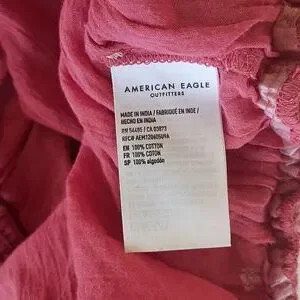 AMERICAN EAGLE
OUTFITTERS
MADE IN INDIA / FABRIQUÉ EN INDE /
HECHO EN INDIA
RN 54485 / CA 03873
EN 100% COTTON
FR 100% COTON
SP 100% algodón